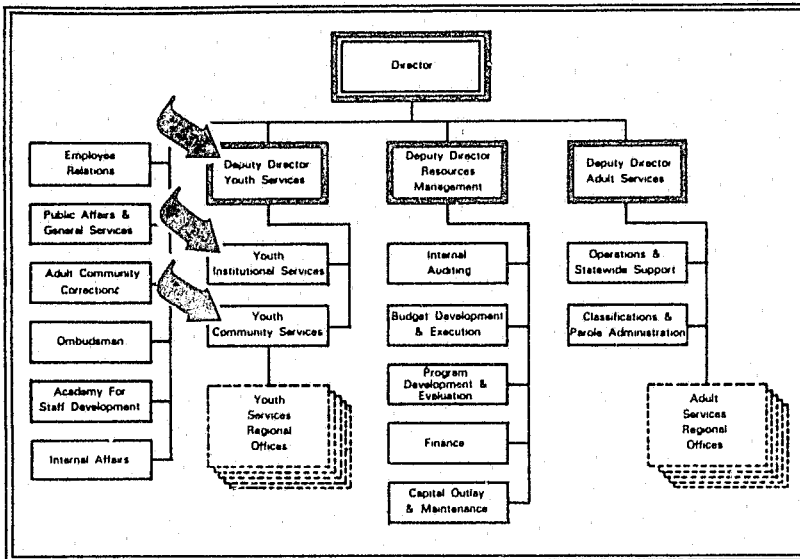 Director
Employee
Relations
Public Affairs &
General Services
Adult Community
Corrections
Ombudsman
Academy For
Staff Development
Internal Affairs
Deputy Director
Youth Services
Youth
Institutional Services
Youth
Community Services
Youth
Services
Regional
Offices
Deputy Director
Resources
Management
Internal
Auditing
Budget Development
& Execution
Program
Development &
Evaluation
Finance
Capital Outlay
& Maintenance
Deputy Director
Adult Services
Operations &
Statewide Support
Classifications &
Parole Administration
Adult
Services
Regional
Offices